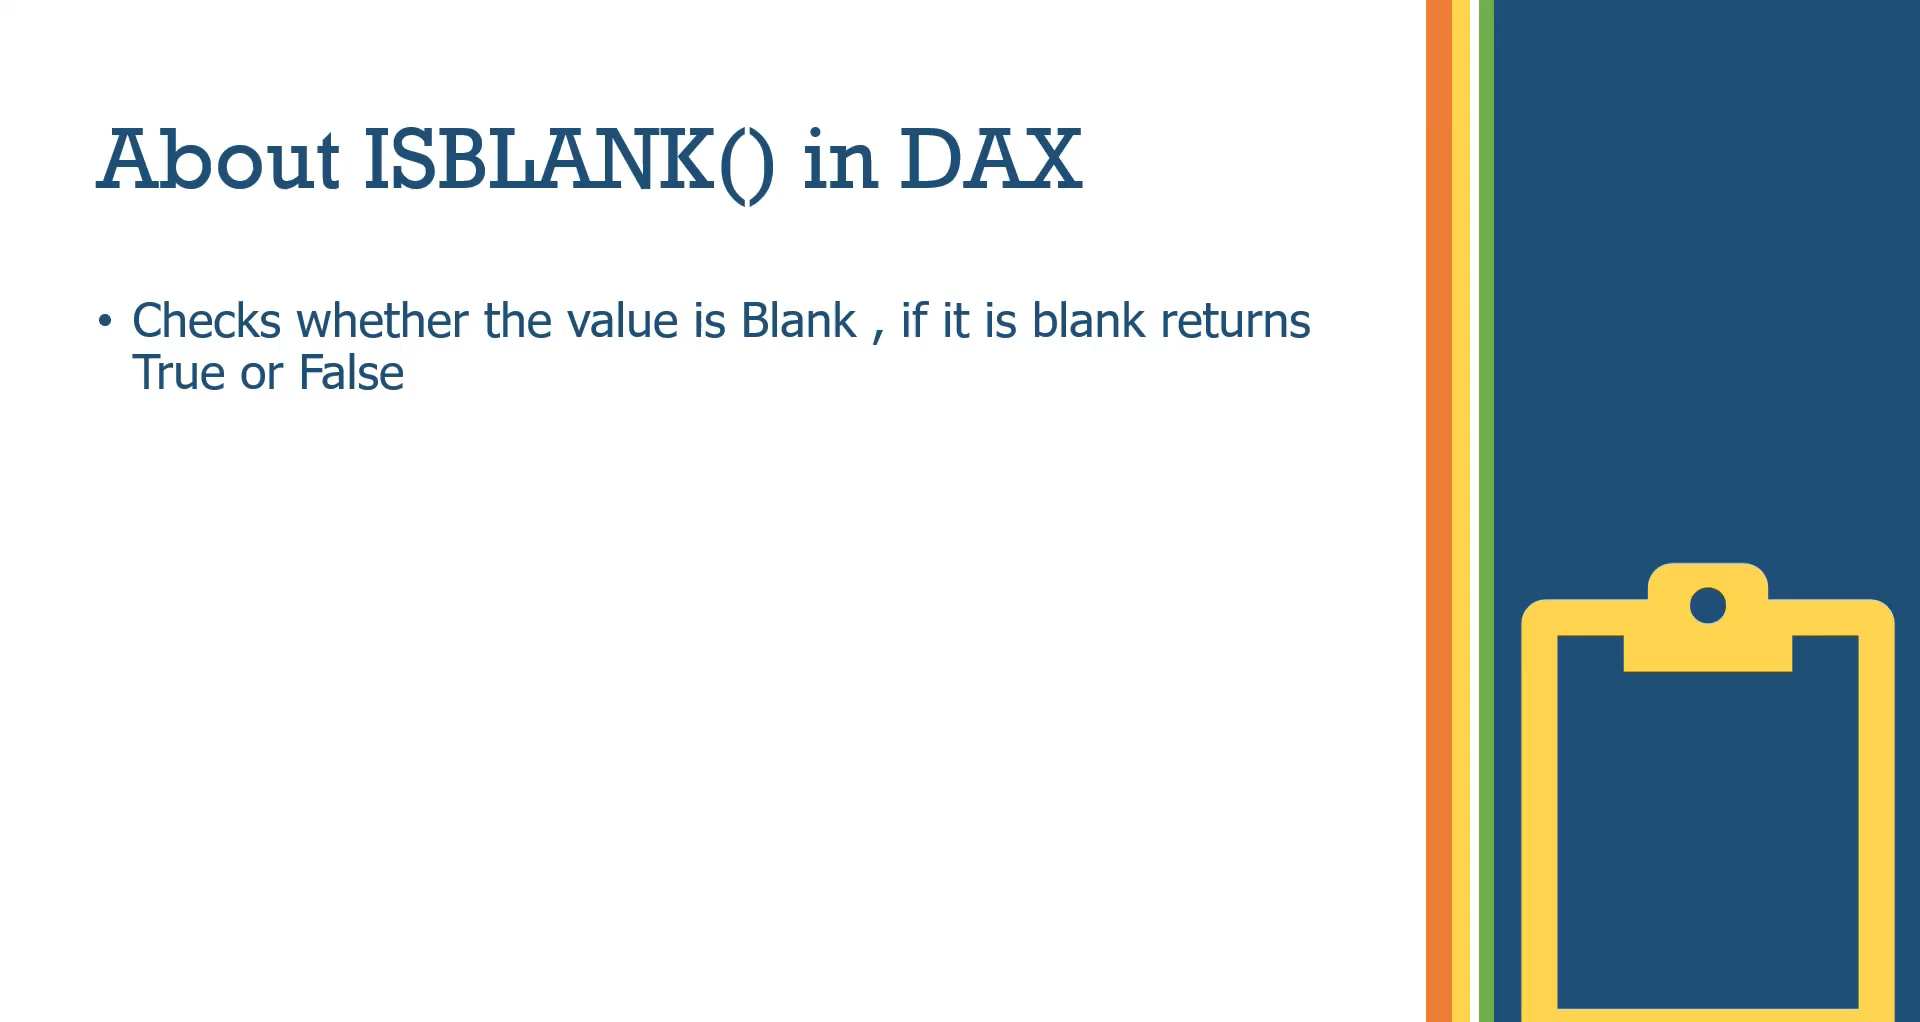 About ISBLANK() in DAX
• Checks whether the value is Blank , if it is blank returns
True or False